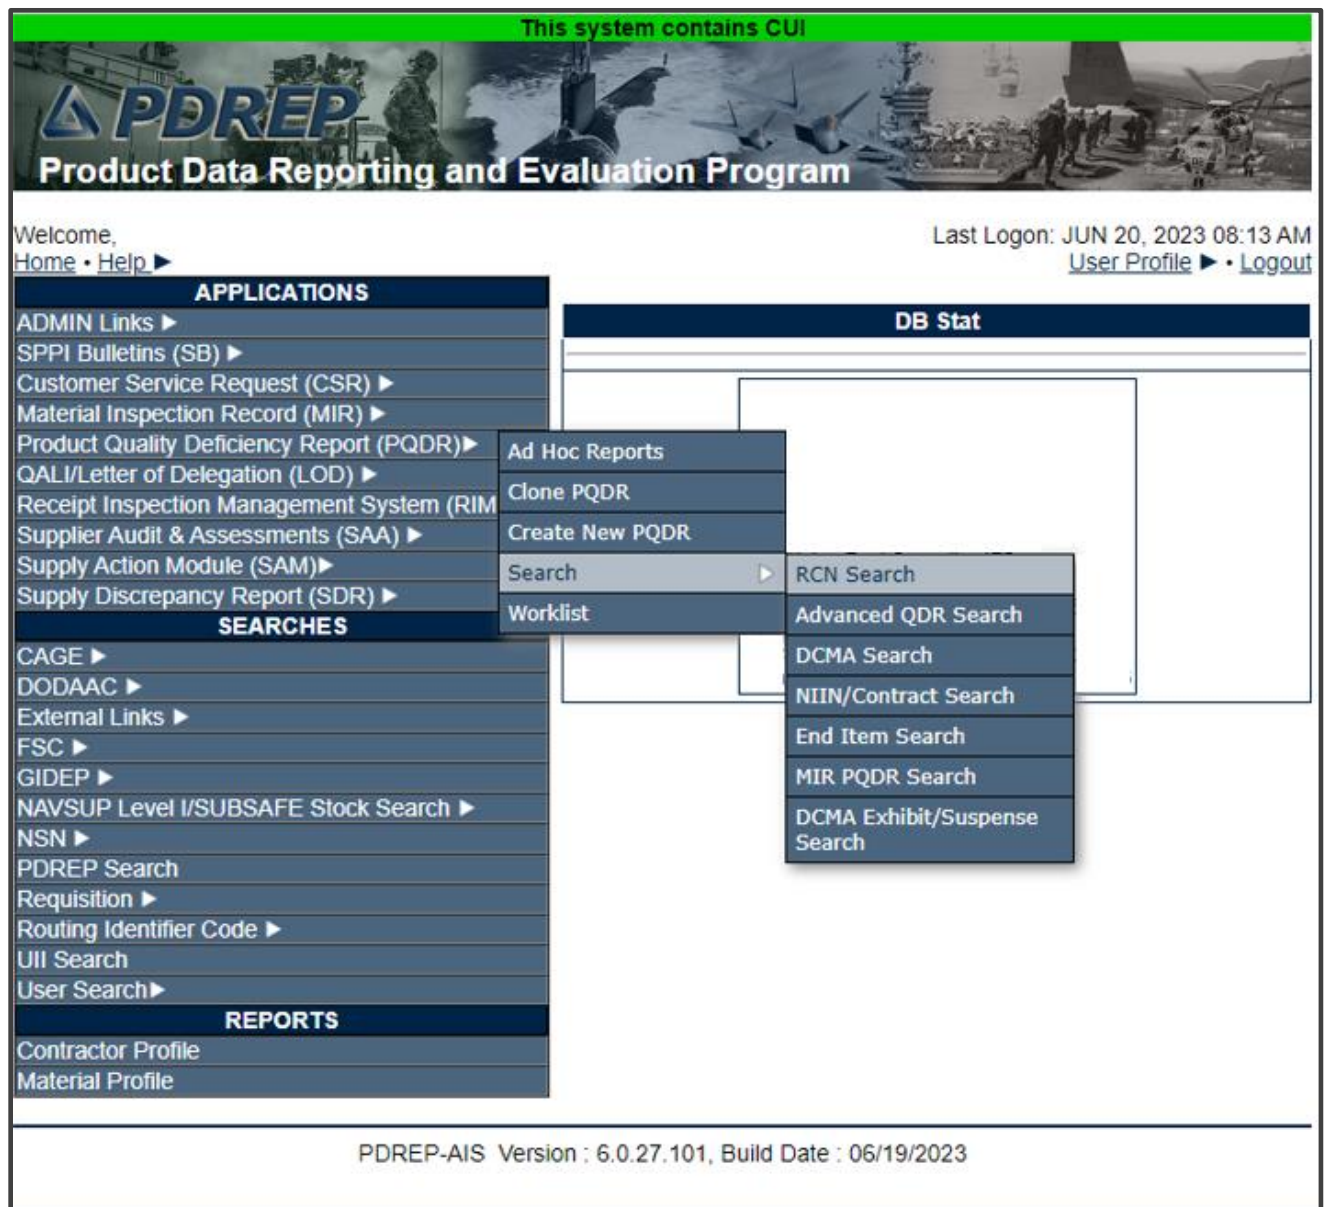 This system contains CUI
PDREP
Product Data Reporting and Evaluation Program
Welcome,
Last Logon: JUN 20, 2023 08:13 AM
Home • Help ▶
User Profile ▶ • Logout
APPLICATIONS
ADMIN Links ▶
SPPI Bulletins (SB) ▶
Customer Service Request (CSR) ▶
Material Inspection Record (MIR) ▶
Product Quality Deficiency Report (PQDR)▶
QALI/Letter of Delegation (LOD) ▶
Receipt Inspection Management System (RIM
Supplier Audit & Assessments (SAA) ▶
Supply Action Module (SAM)▶
Supply Discrepancy Report (SDR) ▶
SEARCHES
CAGE ▶
DODAAC ▶
External Links ▶
FSC ▶
GIDEP ▶
NAVSUP Level I/SUBSAFE Stock Search ▶
NSN ▶
PDREP Search
Requisition ▶
Routing Identifier Code ▶
UII Search
User Search▶
REPORTS
Contractor Profile
Material Profile
Ad Hoc Reports
Clone PQDR
Create New PQDR
Search
Worklist
RCN Search
Advanced QDR Search
DCMA Search
NIIN/Contract Search
End Item Search
MIR PQDR Search
DCMA Exhibit/Suspense
Search
DB Stat
PDREP-AIS Version : 6.0.27.101, Build Date : 06/19/2023